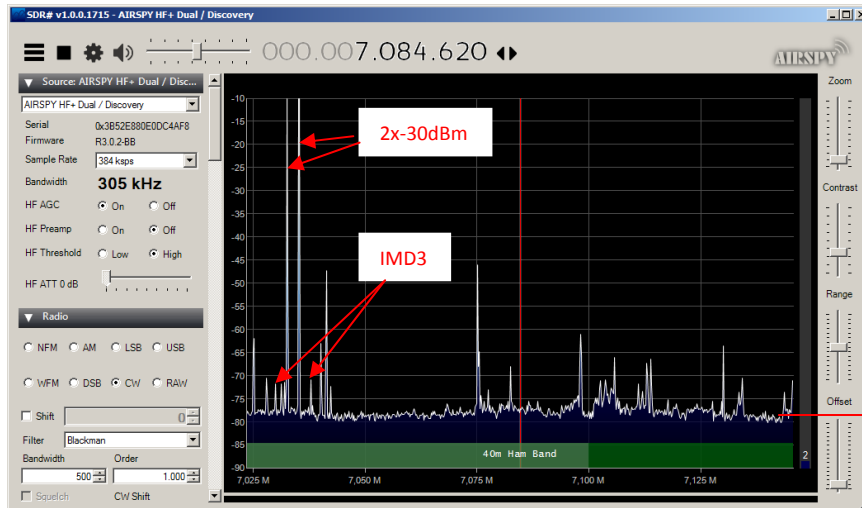 SDR# v1.0.0.1715 - AIRSPY HF+ Dual / Discovery
000.007.084.620
AIRSPY
Source: AIRSPY HF+ Dual / Disc...
AIRSPY HF+ Dual / Discovery
Serial 0x3B52E880E0DC4AF8
Firmware R3.0.2-BB
Sample Rate 384 ksps
Bandwidth 305 kHz
HF AGC On Off
HF Preamp On Off
HF Threshold Low High
HF ATT 0 dB
Radio
NFM AM LSB USB
WFM DSB CW RAW
Shift 0
Filter Blackman
Bandwidth Order
500 1.000
Squelch CW Shift
-10
-15
-20
-25
-30
-35
-40
-45
-50
-55
-60
-65
-70
-75
-80
-85
-90
2x-30dBm
IMD3
40m Ham Band
2
7,025 M 7,050 M 7,075 M 7,100 M 7,125 M
Zoom
Contrast
Range
Offset